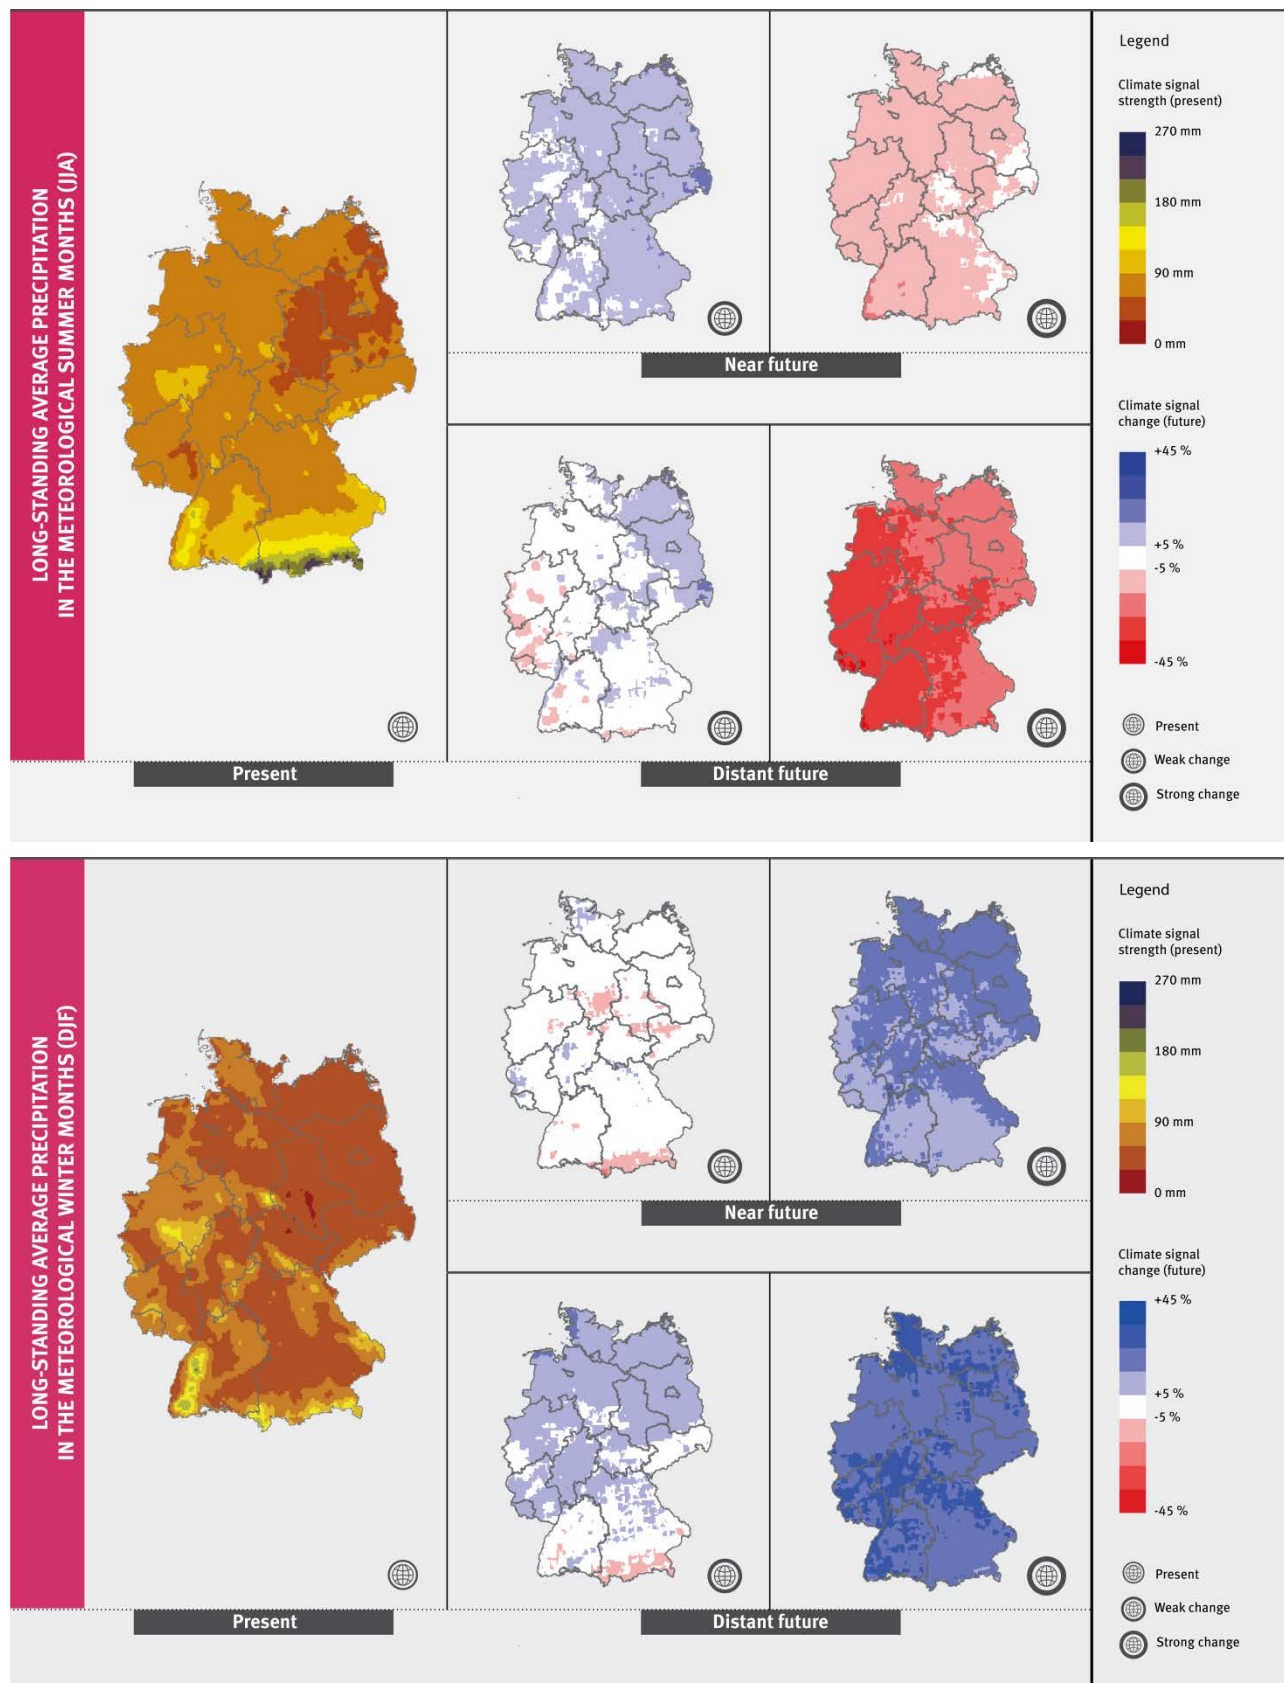 LONG-STANDING AVERAGE PRECIPITATION
IN THE METEOROLOGICAL SUMMER MONTHS (JJA)
Present
Near future
Distant future
Legend
Climate signal
strength (present)
270 mm
180 mm
90 mm
0 mm
Climate signal
change (future)
+45 %
+5 %
-5 %
-45 %
Present
Weak change
Strong change
LONG-STANDING AVERAGE PRECIPITATION
IN THE METEOROLOGICAL WINTER MONTHS (DJF)
Present
Near future
Distant future
Legend
Climate signal
strength (present)
270 mm
180 mm
90 mm
0 mm
Climate signal
change (future)
+45 %
+5 %
-5 %
-45 %
Present
Weak change
Strong change